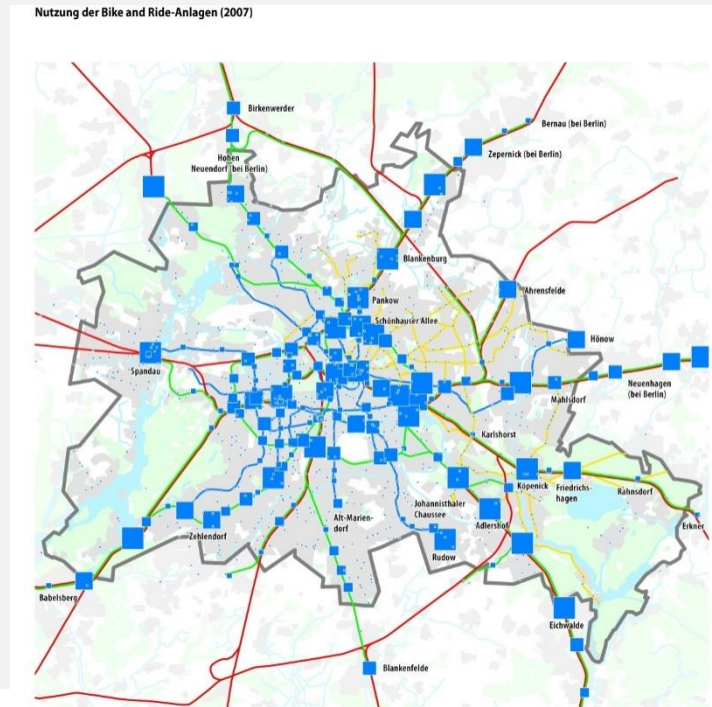 Nutzung der Bike and Ride-Anlagen (2007)
Birkenwerder
Bernau (bei Berlin)
Zepernick (bei Berlin)
Hohen
Neuendorf (bei Berlin)
Blankenburg
Ahrensfelde
Pankow
Schönhauser Allee
Hönow
Spandau
Neuenhagen
(bei Berlin)
Mahlsdorf
Karlshorst
Köpenick
Friedrichs-
hagen
Rahnsdorf
Johannisthaler
Chaussee
Alt-Marien-
dorf
Adlershof
Erkner
Zehlendorf
Rudow
Babelsberg
Eichwalde
Blankenfelde